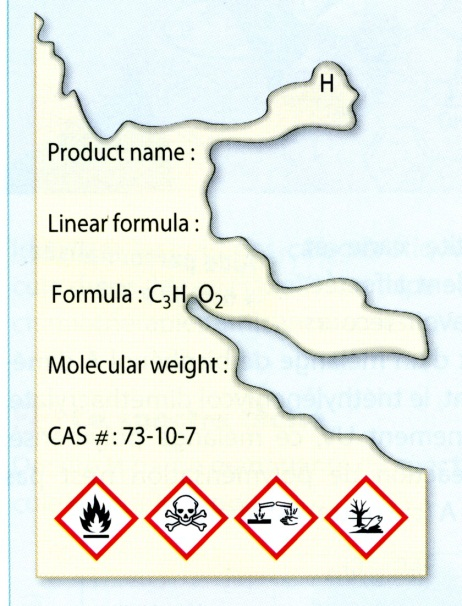 H
Product name :
Linear formula :
Formula : C₃H O₂
Molecular weight :
CAS # : 73-10-7